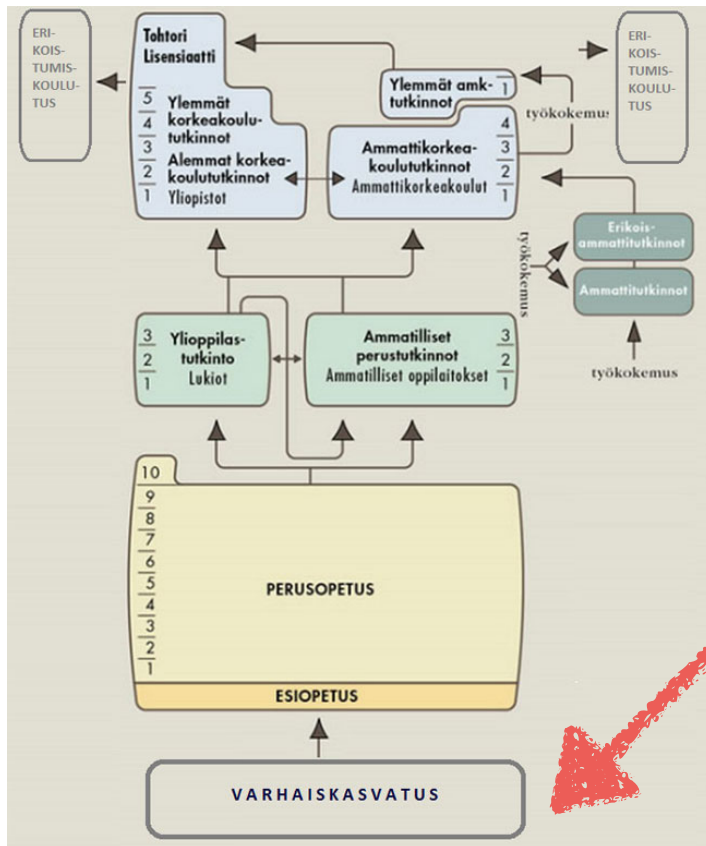 ERI-
KOIS-
TUMIS-
KOULU-
TUS
Tohtori
Lisensiaatti
5
4
3
2
1
Ylemmät
korkeakoulu-
tutkinnot
Alemmat korkea-
koulututkinnot
Yliopistot
Ylemmät amk-
tutkinnot
1
työkokemus
ERI-
KOIS-
TUMIS-
KOULU-
TUS
Ammattikorkea-
koulututkinnot
Ammattikorkeakoulut
4
3
2
1
Erikois-
ammattitutkinnot
työkokemus
Ammattitutkinnot
työkokemus
3
2
1
Ylioppilas-
tutkinto
Lukiot
Ammatilliset
perustutkinnot
Ammatilliset oppilaitokset
3
2
1
10
9
8
7
6
5
4
3
2
1
PERUSOPETUS
ESIOPETUS
VARHAISKASVATUS